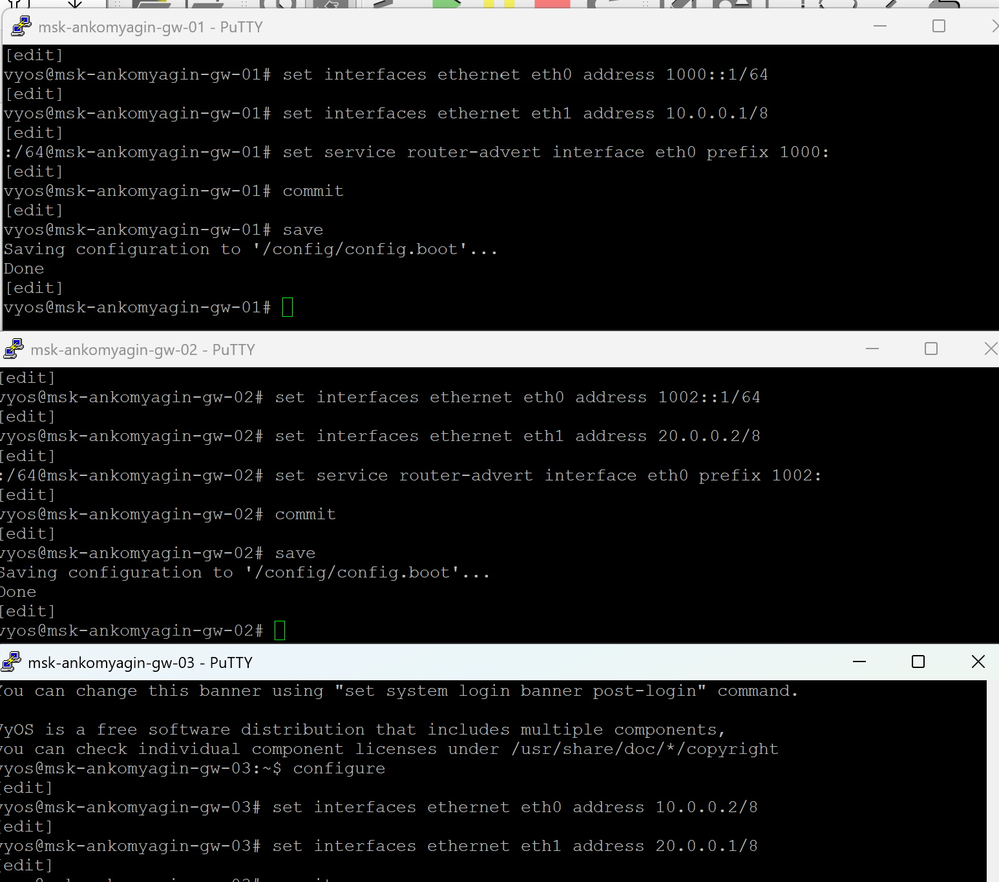 msk-ankomyagin-gw-01 - PuTTY
[edit]
vyos@msk-ankomyagin-gw-01# set interfaces ethernet eth0 address 1000::1/64
[edit]
vyos@msk-ankomyagin-gw-01# set interfaces ethernet eth1 address 10.0.0.1/8
[edit]
:/64@msk-ankomyagin-gw-01# set service router-advert interface eth0 prefix 1000:
[edit]
vyos@msk-ankomyagin-gw-01# commit
[edit]
vyos@msk-ankomyagin-gw-01# save
Saving configuration to '/config/config.boot'...
Done
[edit]
vyos@msk-ankomyagin-gw-01#
msk-ankomyagin-gw-02 - PuTTY
[edit]
vyos@msk-ankomyagin-gw-02# set interfaces ethernet eth0 address 1002::1/64
[edit]
vyos@msk-ankomyagin-gw-02# set interfaces ethernet eth1 address 20.0.0.2/8
[edit]
:/64@msk-ankomyagin-gw-02# set service router-advert interface eth0 prefix 1002:
[edit]
vyos@msk-ankomyagin-gw-02# commit
[edit]
vyos@msk-ankomyagin-gw-02# save
Saving configuration to '/config/config.boot'...
Done
[edit]
vyos@msk-ankomyagin-gw-02#
msk-ankomyagin-gw-03 - PuTTY
You can change this banner using "set system login banner post-login" command.
VyOS is a free software distribution that includes multiple components,
you can check individual component licenses under /usr/share/doc/*/copyright
vyos@msk-ankomyagin-gw-03:~$ configure
[edit]
vyos@msk-ankomyagin-gw-03# set interfaces ethernet eth0 address 10.0.0.2/8
[edit]
vyos@msk-ankomyagin-gw-03# set interfaces ethernet eth1 address 20.0.0.1/8
[edit]